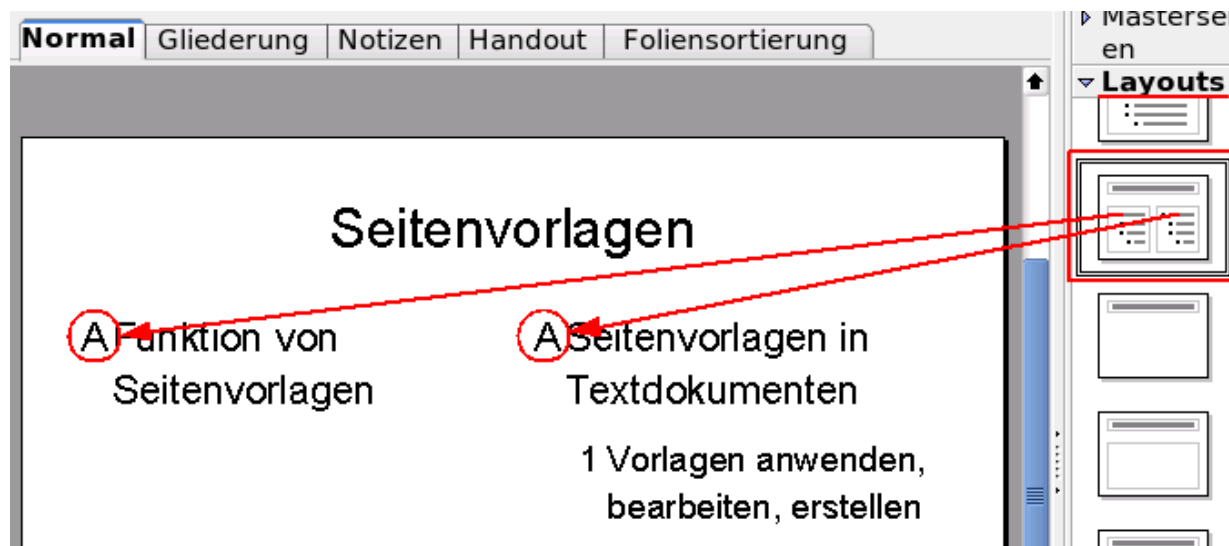 Normal Gliederung Notizen Handout Foliensortierung
Seitenvorlagen
A Funktion von
Seitenvorlagen
A Seitenvorlagen in
Textdokumenten
1 Vorlagen anwenden,
bearbeiten, erstellen
Masterse
en
Layouts